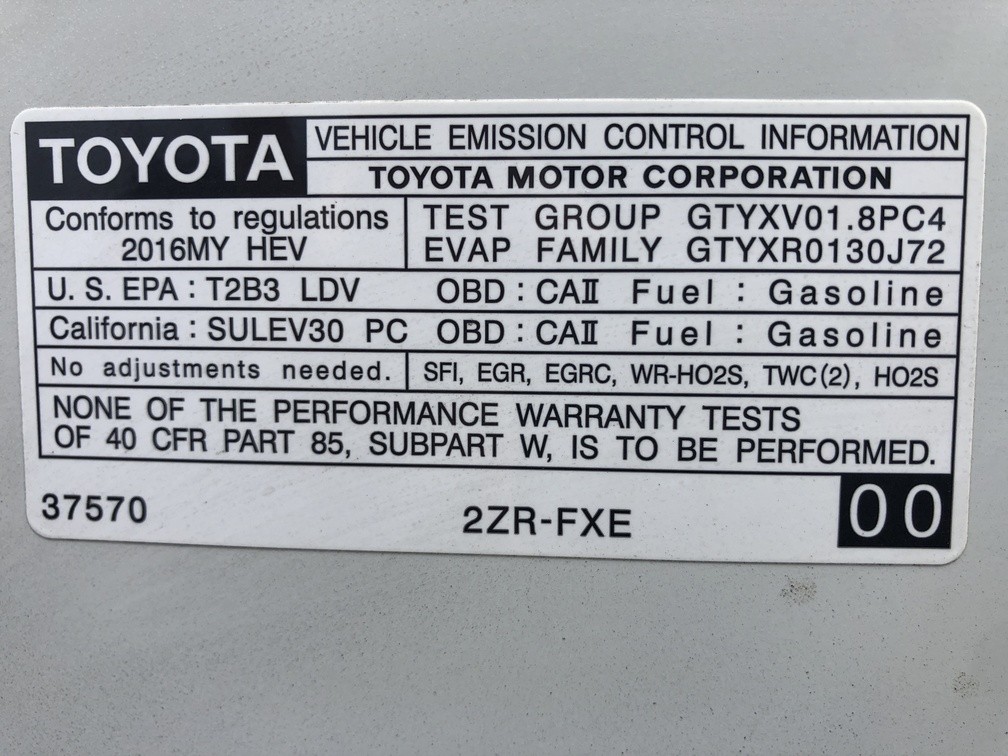 TOYOTA VEHICLE EMISSION CONTROL INFORMATION
TOYOTA MOTOR CORPORATION
Conforms to regulations
2016MY HEV
TEST GROUP GTYXV01.8PC4
EVAP FAMILY GTYXR0130J72
U. S. EPA : T2B3 LDV OBD : CAⅡ Fuel : Gasoline
California : SULEV30 PC OBD : CAⅡ Fuel : Gasoline
No adjustments needed. SFI, EGR, EGRC, WR-HO2S, TWC(2), HO2S
NONE OF THE PERFORMANCE WARRANTY TESTS
OF 40 CFR PART 85, SUBPART W, IS TO BE PERFORMED.
37570 2ZR-FXE 00